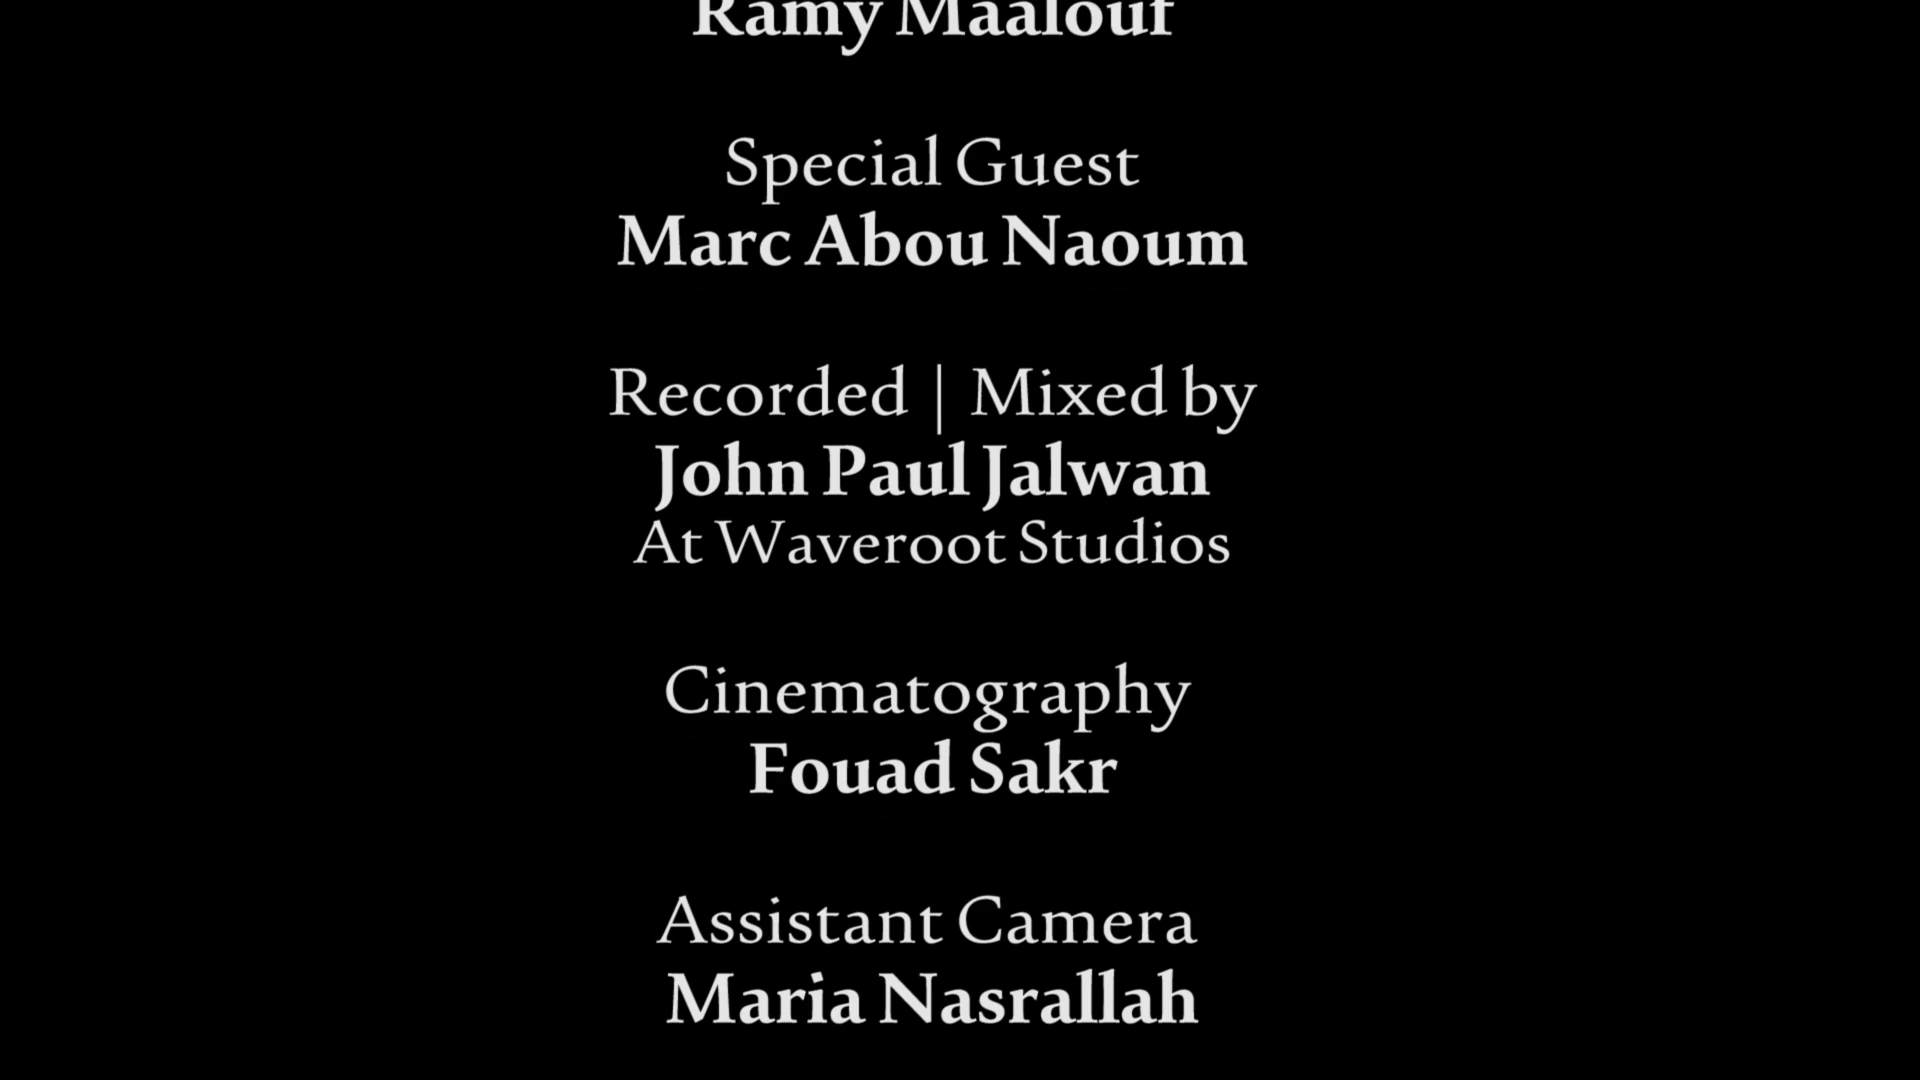 Ramy Maalouf
Special Guest
Marc Abou Naoum
Recorded | Mixed by
John Paul Jalwan
At Waveroot Studios
Cinematography
Fouad Sakr
Assistant Camera
Maria Nasrallah